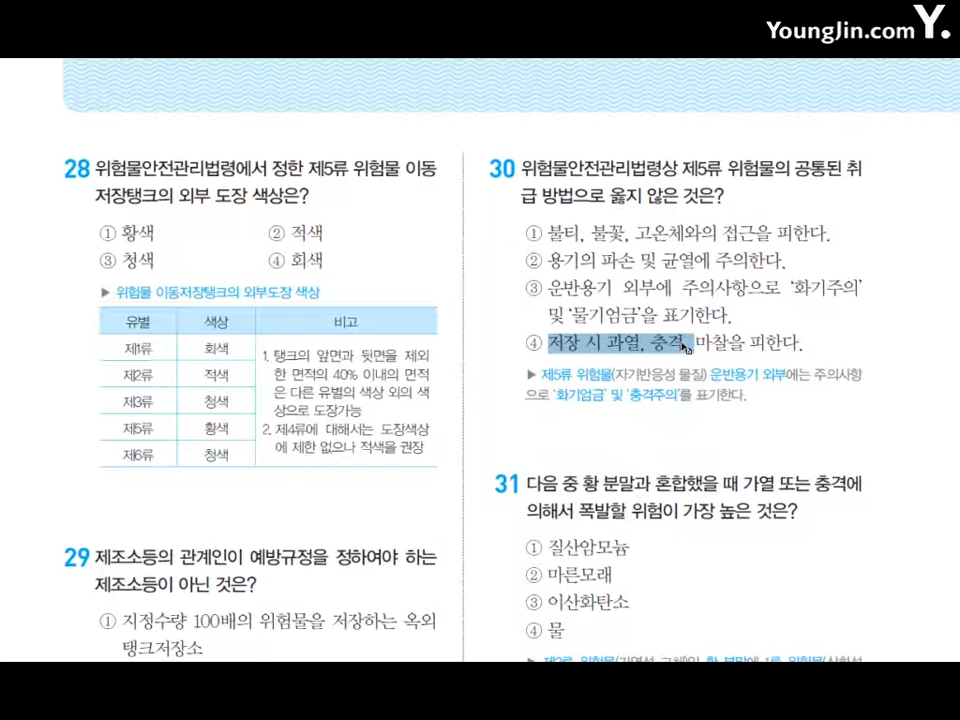 YoungJin.com Y.
28 위험물안전관리법령에서 정한 제5류 위험물 이동
저장탱크의 외부 도장 색상은?
① 황색 ② 적색
③ 청색 ④ 회색
▶ 위험물 이동저장탱크의 외부도장 색상
유별 색상 비고
제1류 회색
제2류 적색
제3류 청색
제5류 황색
제6류 청색
1. 탱크의 앞면과 뒷면을 제외
한 면적의 40% 이내의 면적
은 다른 유별의 색상 외의 색
상으로 도장가능
2. 제4류에 대해서는 도장색상
에 제한 없으나 적색을 권장
29 제조소등의 관계인이 예방규정을 정하여야 하는
제조소등이 아닌 것은?
① 지정수량 100배의 위험물을 저장하는 옥외
탱크저장소
30 위험물안전관리법령상 제5류 위험물의 공통된 취
급 방법으로 옳지 않은 것은?
① 불티, 불꽃, 고온체와의 접근을 피한다.
② 용기의 파손 및 균열에 주의한다.
③ 운반용기 외부에 주의사항으로 ‘화기주의’
및 ‘물기엄금’을 표기한다.
④ 저장 시 과열, 충격, 마찰을 피한다.
▶ 제5류 위험물(자기반응성 물질) 운반용기 외부에는 주의사항
으로 ‘화기엄금’ 및 ‘충격주의’를 표기한다.
31 다음 중 황 분말과 혼합했을 때 가열 또는 충격에
의해서 폭발할 위험이 가장 높은 것은?
① 질산암모늄
② 마른모래
③ 이산화탄소
④ 물